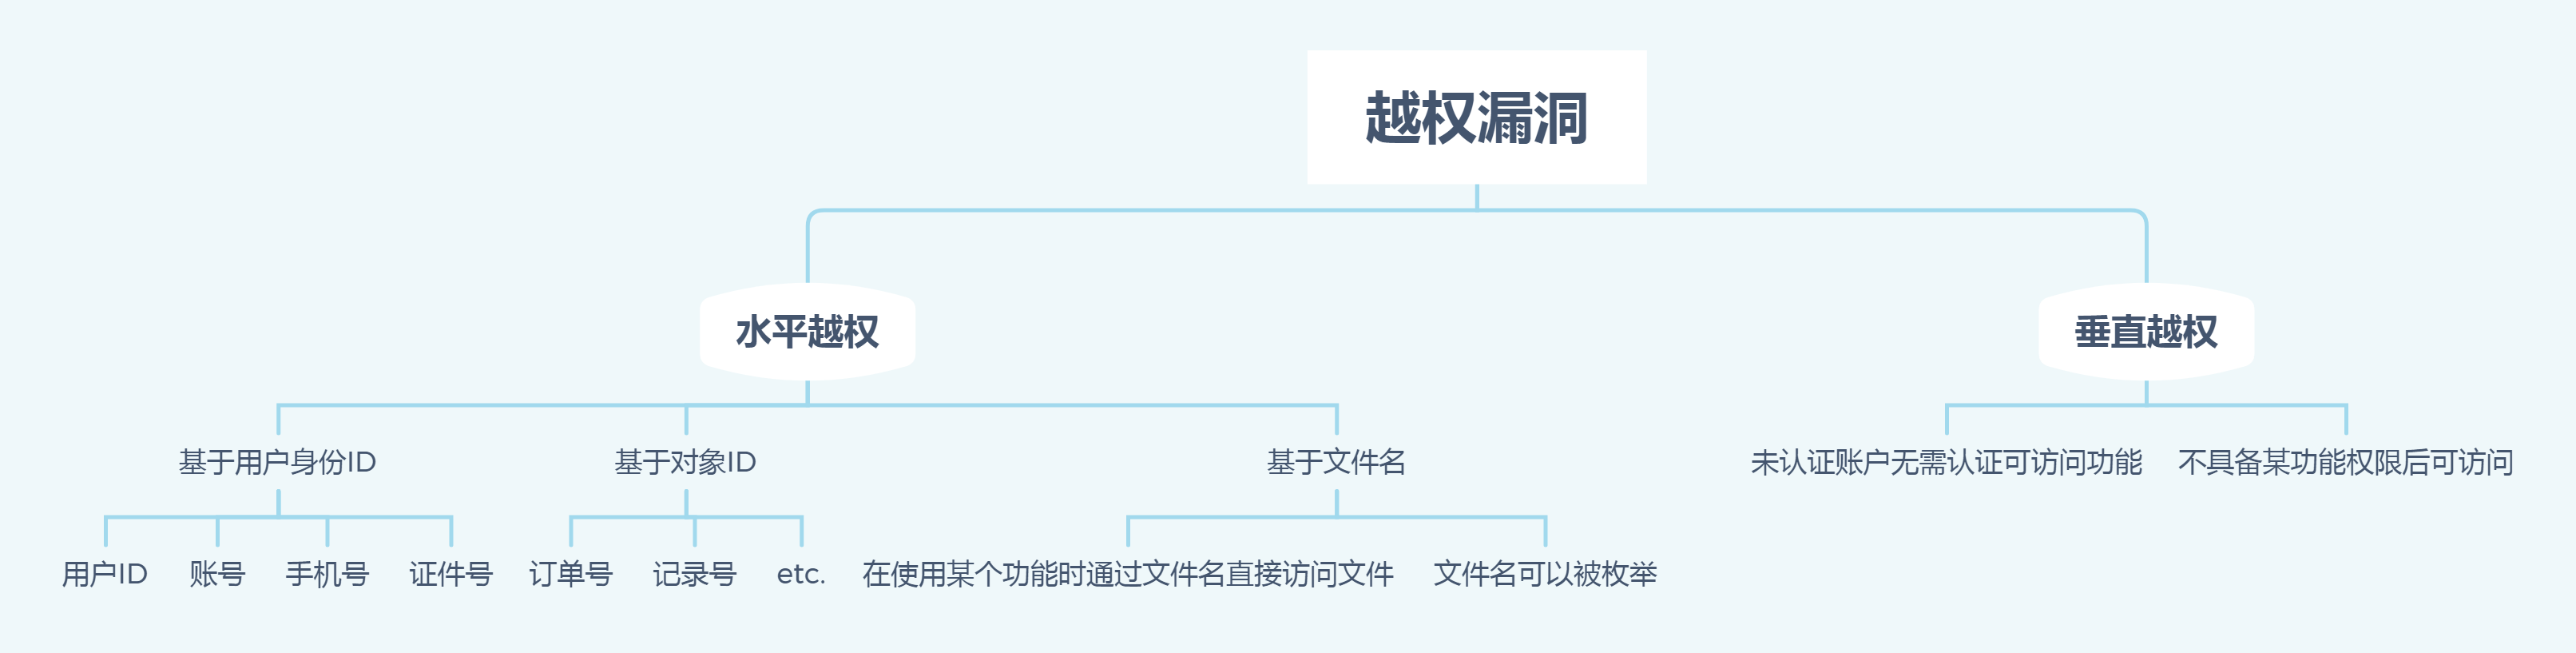 越权漏洞
水平越权
垂直越权
基于用户身份ID
基于对象ID
基于文件名
未认证账户无需认证可访问功能
不具备某功能权限后可访问
用户ID
账号
手机号
证件号
订单号
记录号
etc.
在使用某个功能时通过文件名直接访问文件
文件名可以被枚举